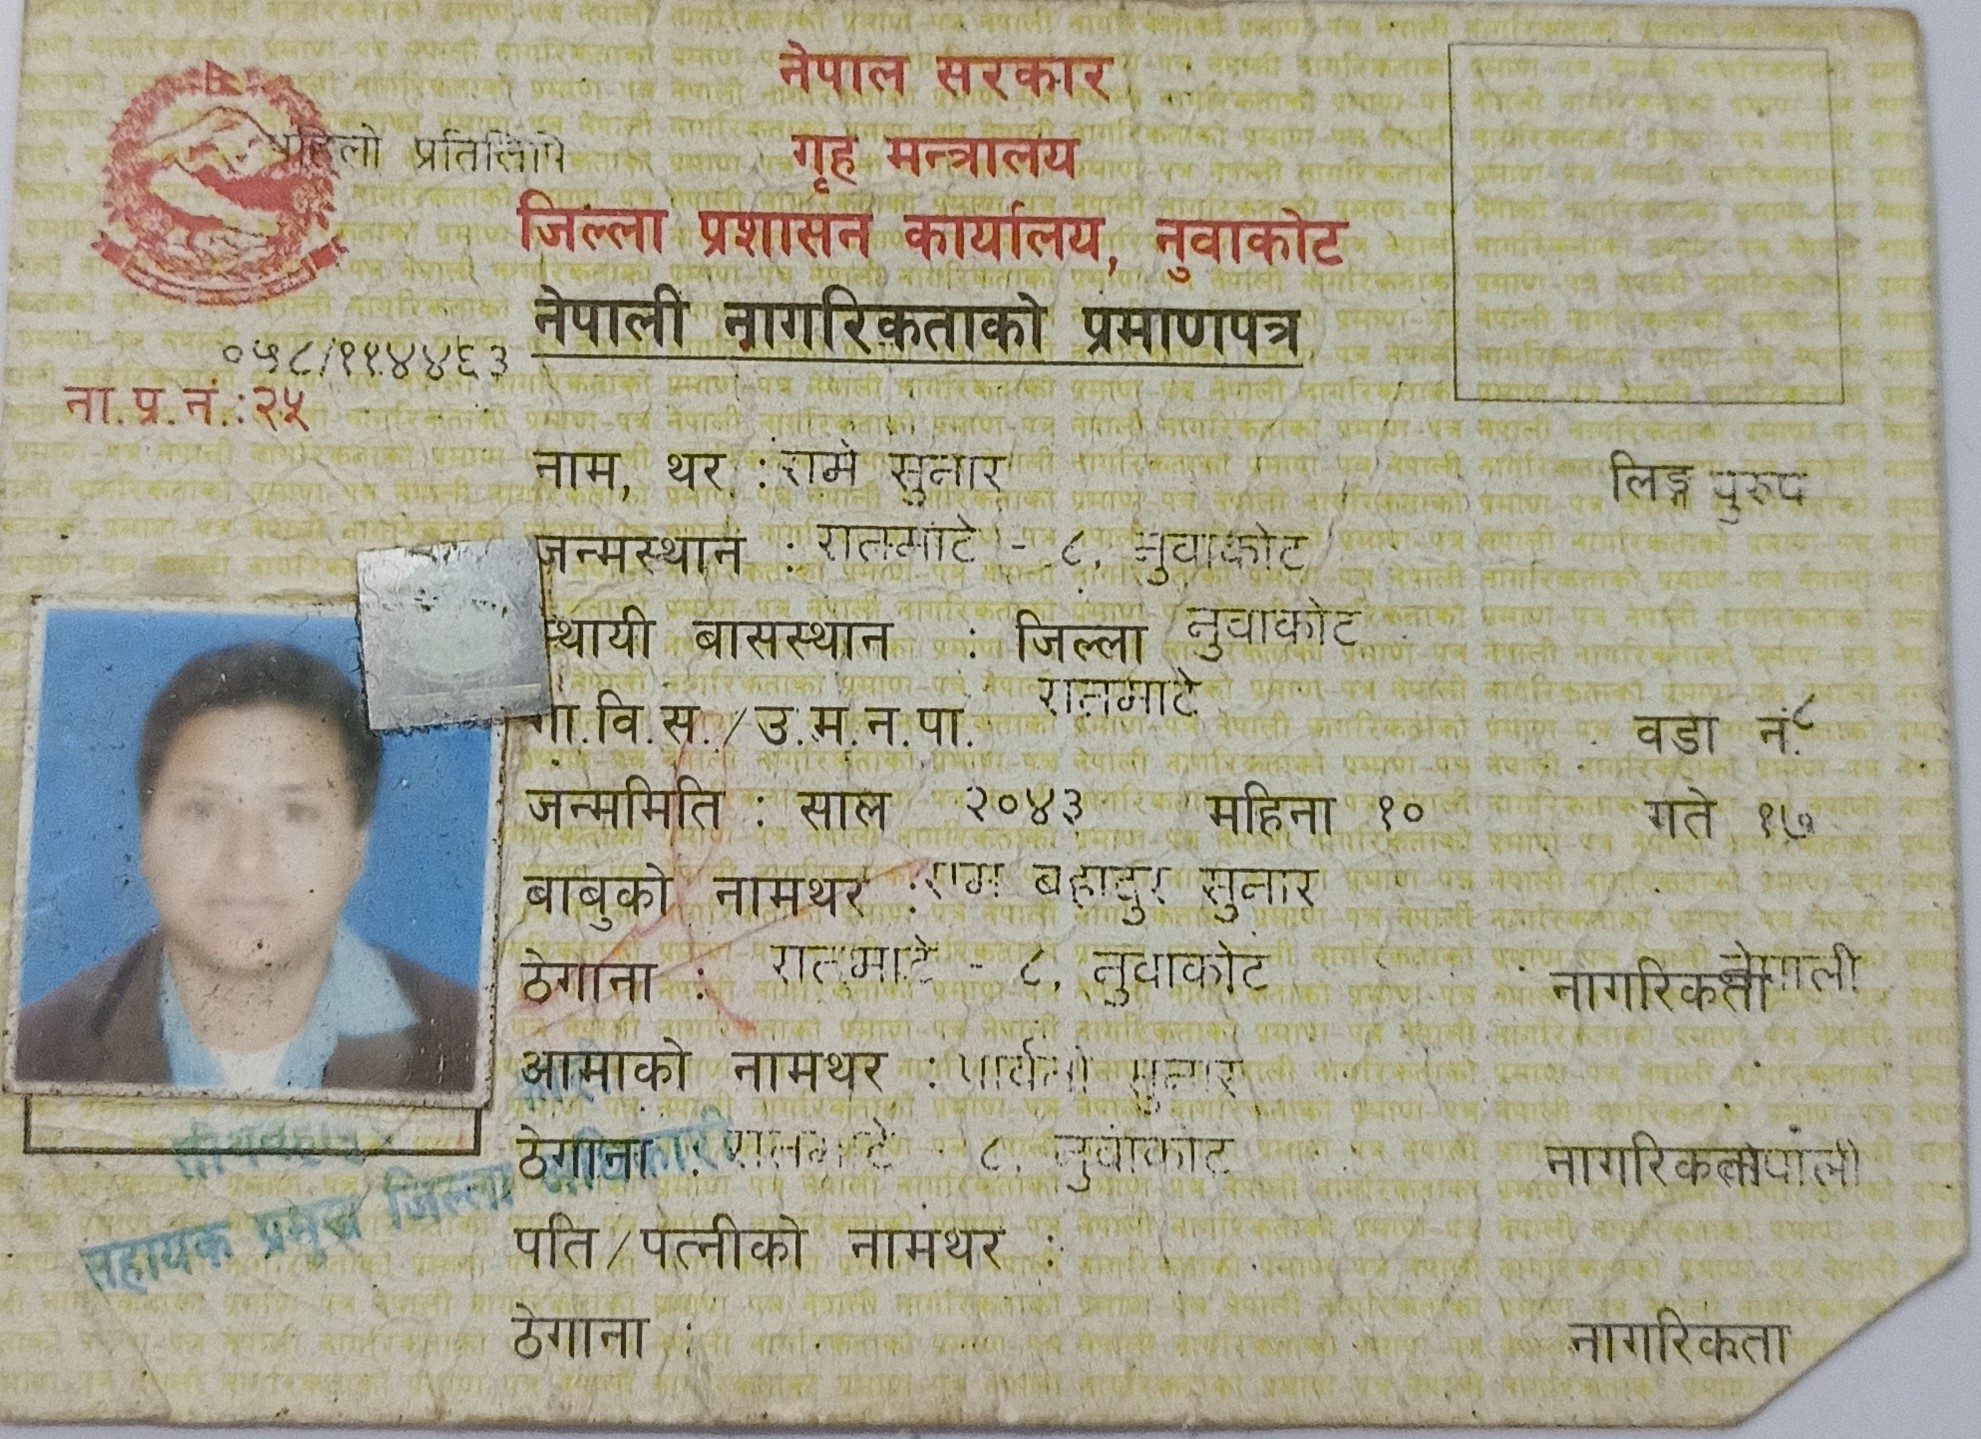 नेपाल सरकार
पहिलो प्रतिलिपि
गृह मन्त्रालय
जिल्ला प्रशासन कार्यालय, नुवाकोट
नेपाली नागरिकताको प्रमाणपत्र
०५८/११४४६३
ना.प्र.नं.:२५
नाम, थर : रामे सुनार लिङ्ग पुरुष
जन्मस्थान : रातमाटे - ८, नुवाकोट
स्थायी बासस्थान : जिल्ला नुवाकोट
गा.वि.स./उ.म.न.पा. रातमाटे वडा नं. ८
जन्ममिति : साल २०४३ महिना १० गते १७
बाबुको नामथर : राम बहादुर सुनार
ठेगाना : रातमाटे - ८, नुवाकोट नागरिकता नेपाली
आमाको नामथर : पार्वती सुनार
ठेगाना : रातमाटे - ८, नुवाकोट नागरिकता नेपाली
सहायक प्रमुख जिल्ला अधिकारी
पति/पत्नीको नामथर :
ठेगाना : नागरिकता